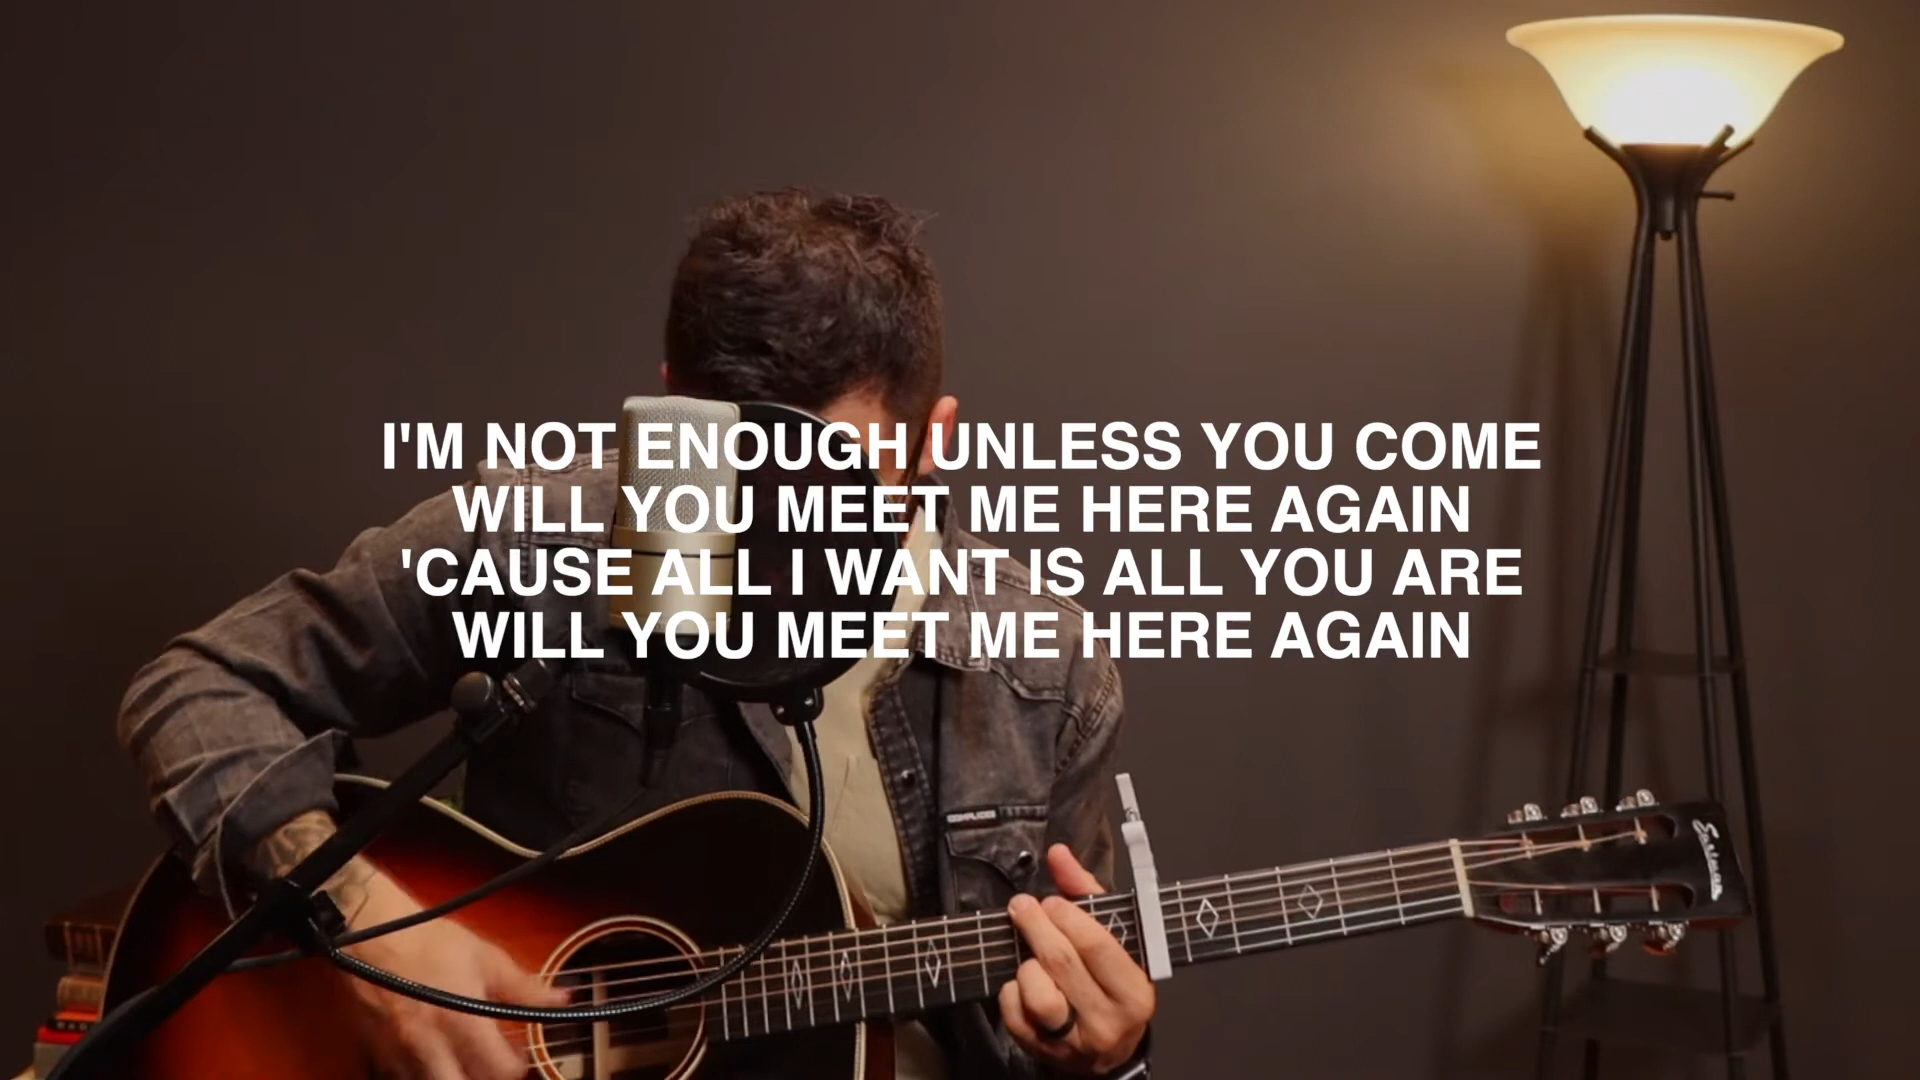 I'M NOT ENOUGH UNLESS YOU COME
WILL YOU MEET ME HERE AGAIN
'CAUSE ALL I WANT IS ALL YOU ARE
WILL YOU MEET ME HERE AGAIN
Eastman